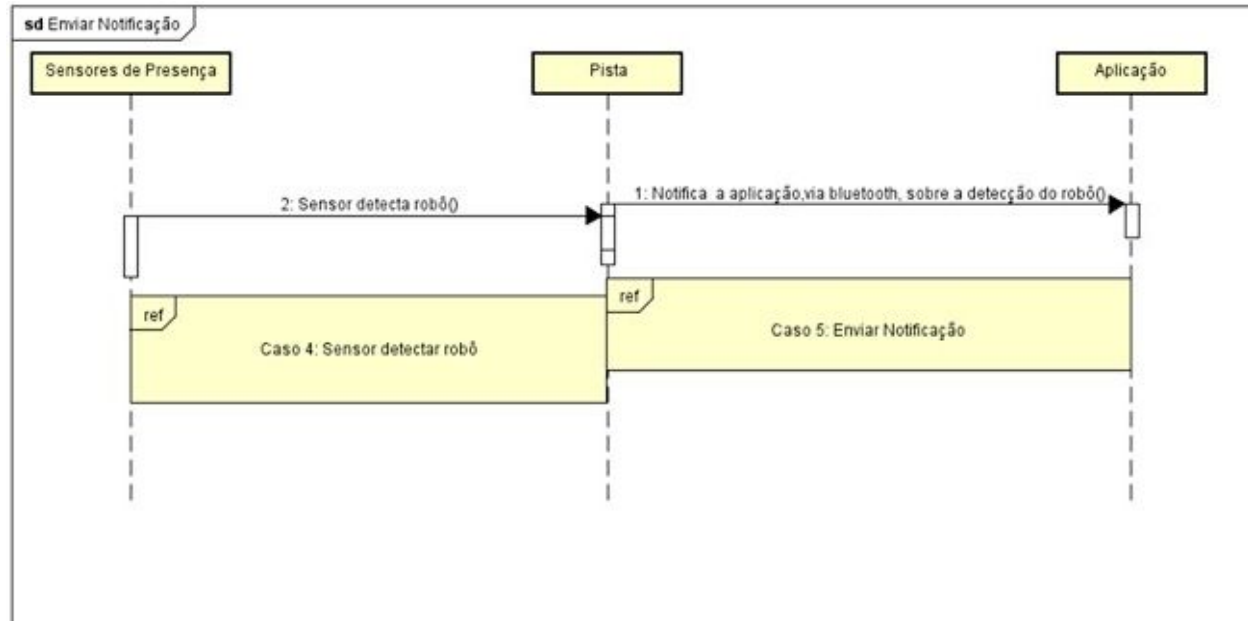 sd Enviar Notificação
Sensores de Presença
Pista
Aplicação
2: Sensor detecta robô()
1: Notifica a aplicação,via bluetooth, sobre a detecção do robô()
ref
Caso 4: Sensor detectar robô
ref
Caso 5: Enviar Notificação